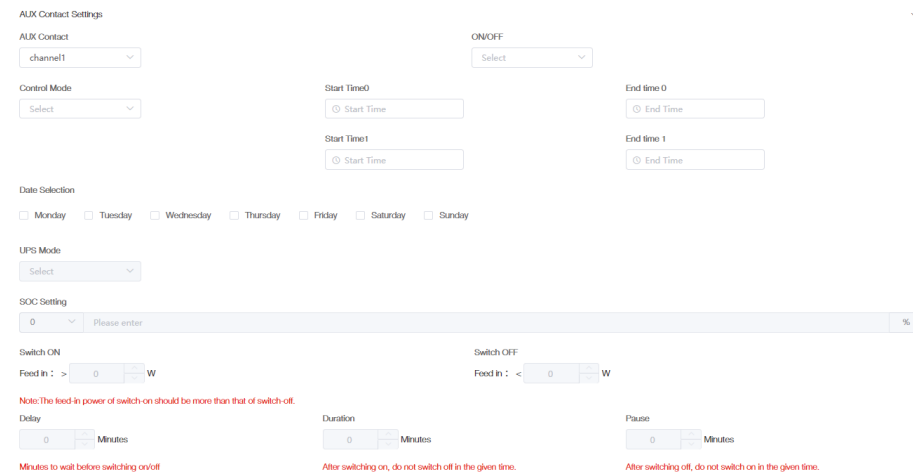 AUX Contact Settings
AUX Contact ON/OFF
channel1 Select
Control Mode Start Time0 End time 0
Select Start Time End Time
Start Time1 End time 1
Start Time End Time
Date Selection
Monday Tuesday Wednesday Thursday Friday Saturday Sunday
UPS Mode
Select
SOC Setting
0 Please enter %
Switch ON Switch OFF
Feed in： > 0 W Feed in： < 0 W
Note:The feed-in power of switch-on should be more than that of switch-off.
Delay Duration Pause
0 Minutes 0 Minutes 0 Minutes
Minutes to wait before switching on/off After switching on, do not switch off in the given time. After switching off, do not switch on in the given time.